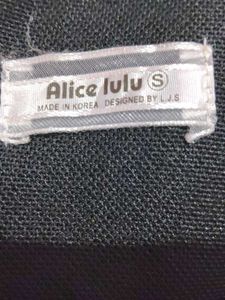 Alice lulu S
MADE IN KOREA DESIGNED BY L.J.S